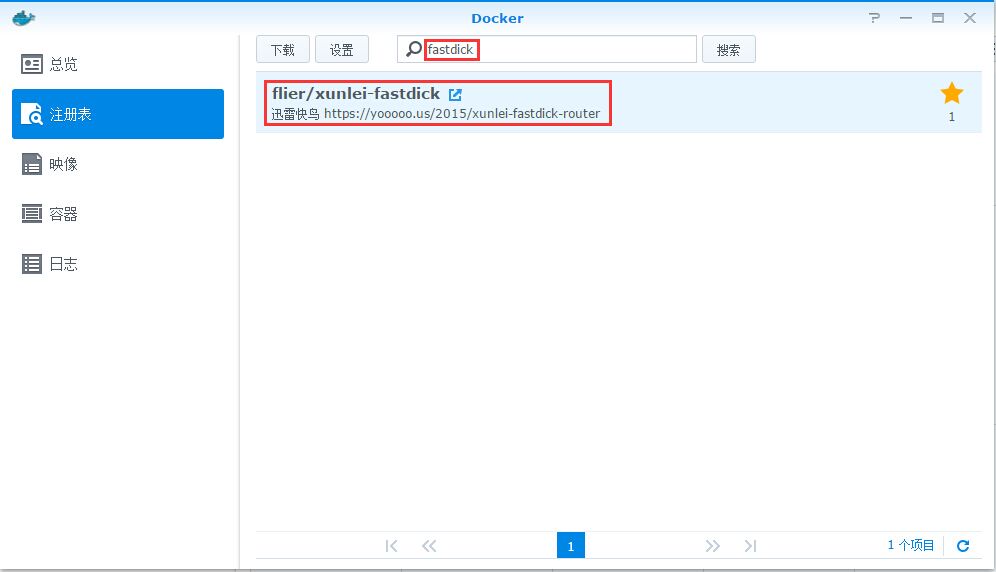 Docker
总览
注册表
映像
容器
日志
下载 设置 fastdick 搜索
flier/xunlei-fastdick
迅雷快鸟 https://yooooo.us/2015/xunlei-fastdick-router
1
1
1 个项目